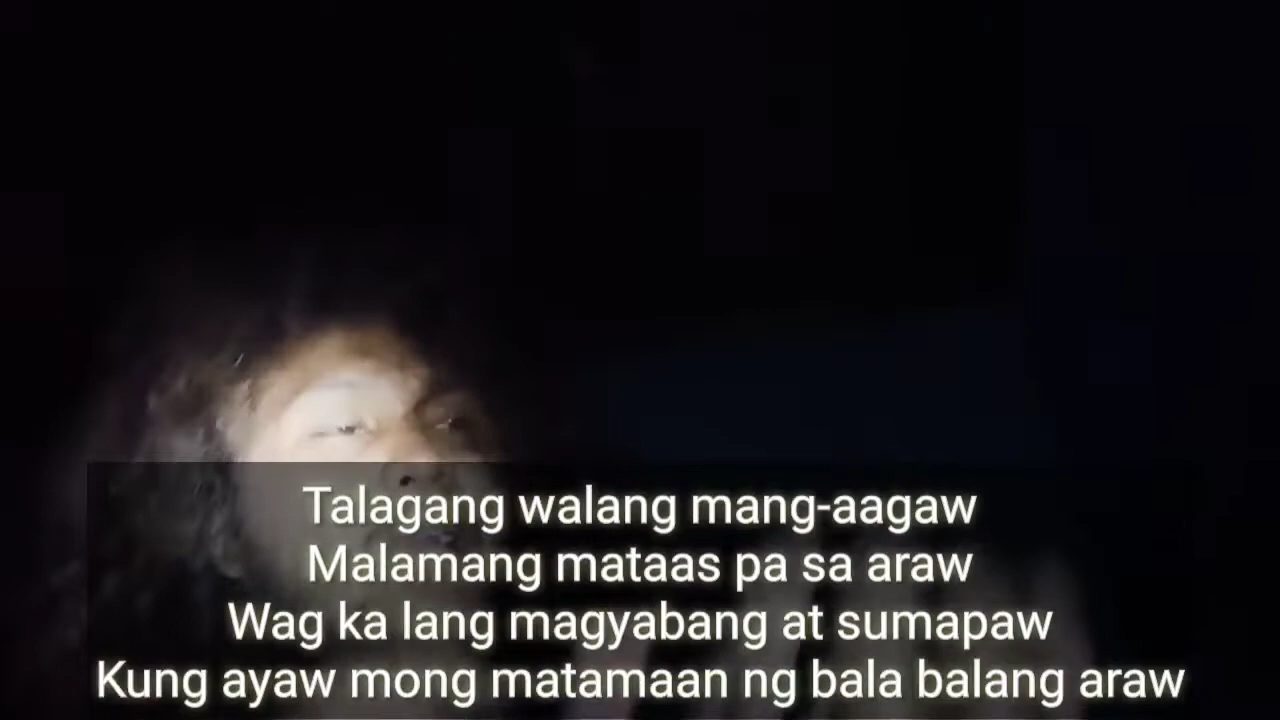 Talagang walang mang-aagaw
Malamang mataas pa sa araw
Wag ka lang magyabang at sumapaw
Kung ayaw mong matamaan ng bala balang araw